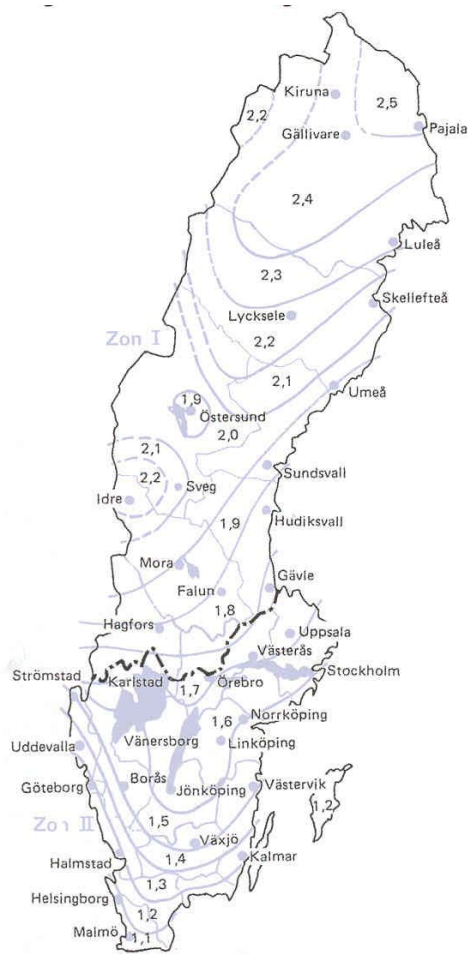 Kiruna
2,2
2,5
Pajala
Gällivare
2,4
Luleå
2,3
Skellefteå
Lycksele
Zon I
2,2
2,1
Umeå
1,9
Östersund
2,0
2,1
Sundsvall
2,2
Sveg
Idre
1,9
Hudiksvall
Mora
Falun
Gävle
1,8
Hagfors
Uppsala
Västerås
Strömstad
Karlstad
Örebro
Stockholm
1,7
1,6
Norrköping
Uddevalla
Vänersborg
Linköping
Göteborg
Borås
Jönköping
Västervik
1,2
Zon II
1,5
Växjö
Halmstad
1,4
Kalmar
1,3
Helsingborg
1,2
Malmö
1,1